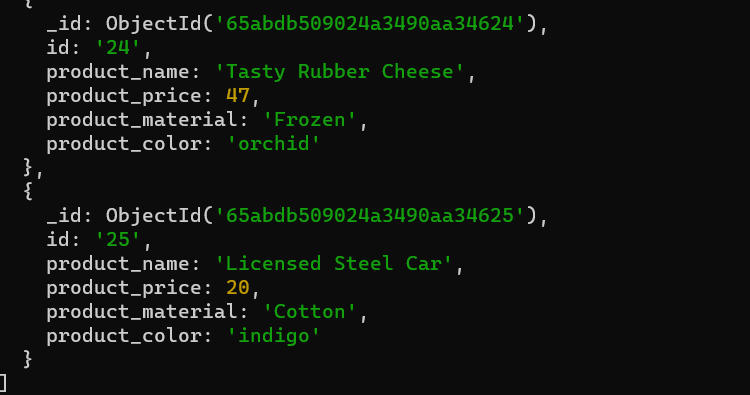 {
_id: ObjectId('65abdb509024a3490aa34624'),
id: '24',
product_name: 'Tasty Rubber Cheese',
product_price: 47,
product_material: 'Frozen',
product_color: 'orchid'
},
{
_id: ObjectId('65abdb509024a3490aa34625'),
id: '25',
product_name: 'Licensed Steel Car',
product_price: 20,
product_material: 'Cotton',
product_color: 'indigo'
}
]